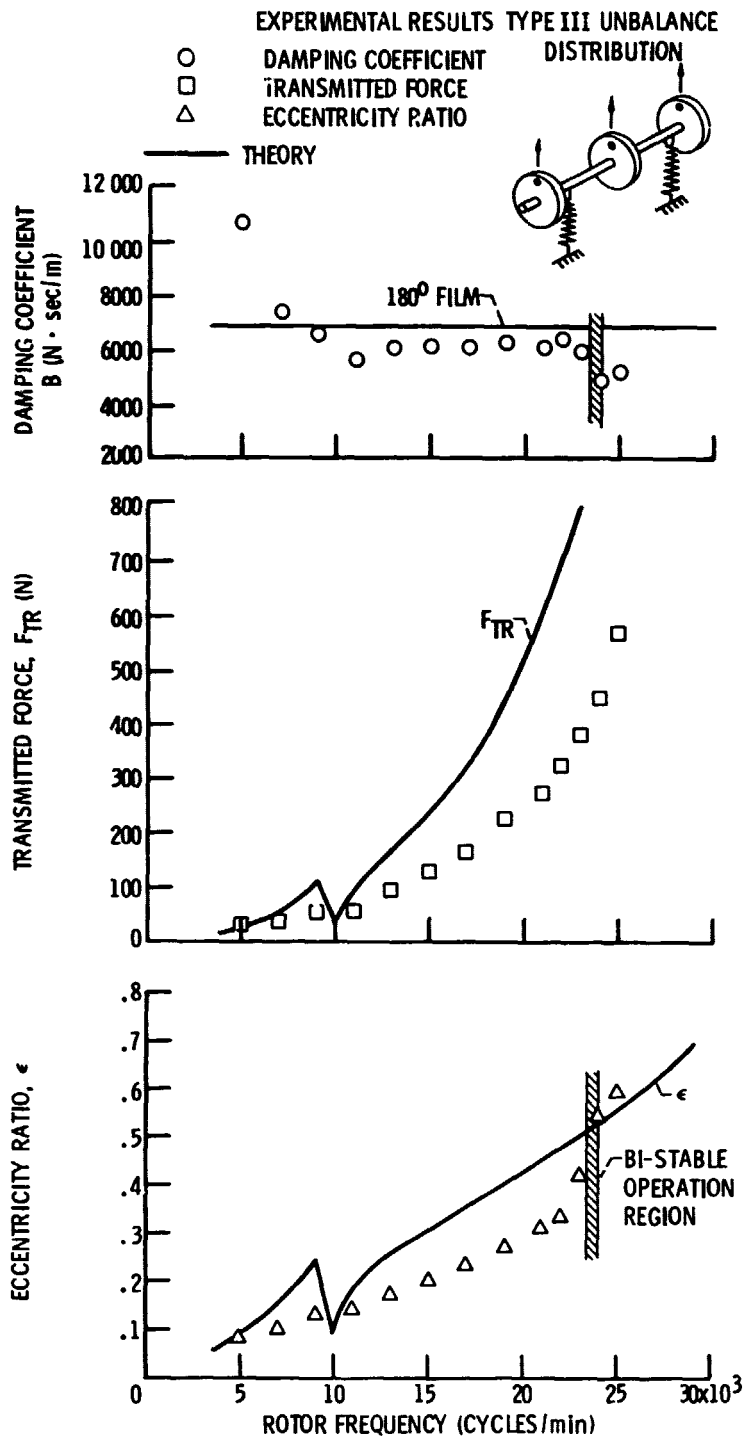 EXPERIMENTAL RESULTS TYPE III UNBALANCE
DISTRIBUTION
○ DAMPING COEFFICIENT
□ TRANSMITTED FORCE
△ ECCENTRICITY RATIO
THEORY
DAMPING COEFFICIENT
B (N · sec/m)
12 000
10 000
8000
6000
4000
2000
180° FILM
TRANSMITTED FORCE, F_TR (N)
800
700
600
500
400
300
200
100
0
F_TR
ECCENTRICITY RATIO, ϵ
.8
.7
.6
.5
.4
.3
.2
.1
ϵ
BI-STABLE
OPERATION
REGION
0 5 10 15 20 25 30x10³
ROTOR FREQUENCY (CYCLES/min)